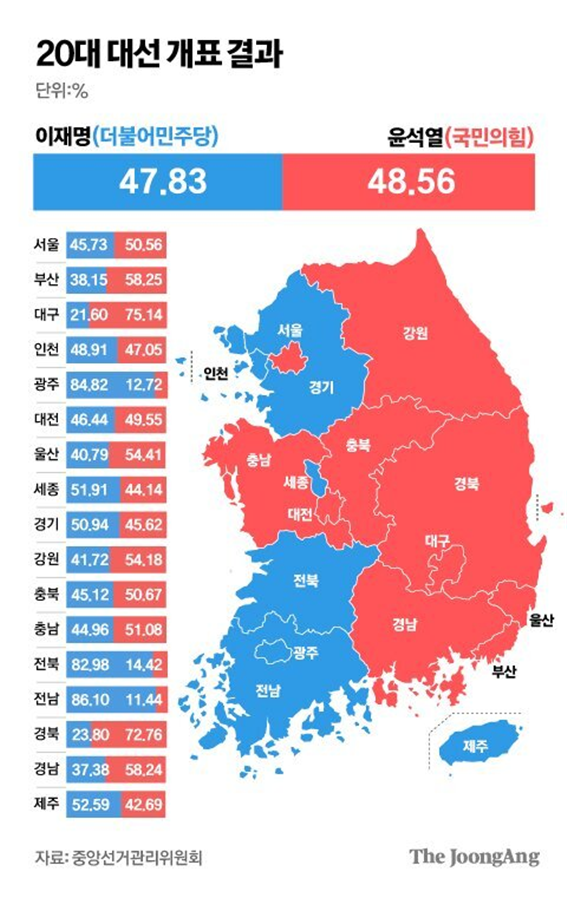 20대 대선 개표 결과
단위:%
이재명(더불어민주당) 윤석열(국민의힘)
47.83 48.56
서울 45.73 50.56
부산 38.15 58.25
대구 21.60 75.14
인천 48.91 47.05
광주 84.82 12.72
대전 46.44 49.55
울산 40.79 54.41
세종 51.91 44.14
경기 50.94 45.62
강원 41.72 54.18
충북 45.12 50.67
충남 44.96 51.08
전북 82.98 14.42
전남 86.10 11.44
경북 23.80 72.76
경남 37.38 58.24
제주 52.59 42.69
서울
강원
인천
경기
충남
충북
세종
경북
대전
대구
전북
울산
경남
광주
부산
전남
제주
자료: 중앙선거관리위원회
The JoongAng